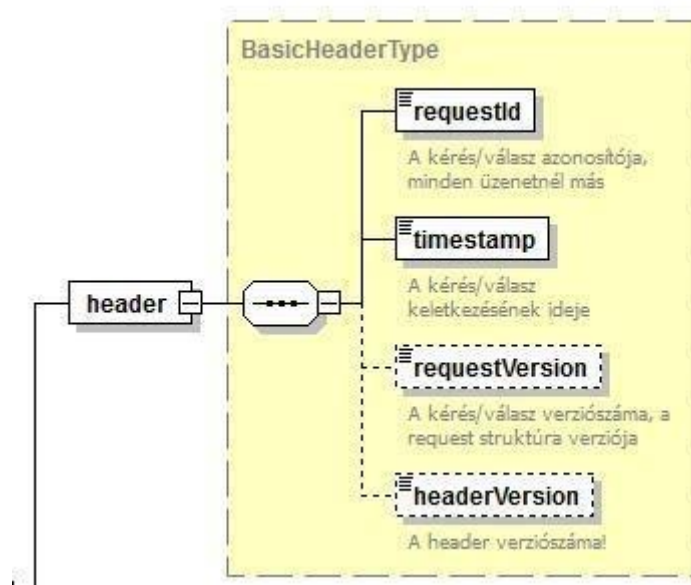 BasicHeaderType
requestId
A kérés/válasz azonosítója,
minden üzenetnél más
timestamp
A kérés/válasz
keletkezésének ideje
header
requestVersion
A kérés/válasz verziószáma, a
request struktúra verziója
headerVersion
A header verziószáma!